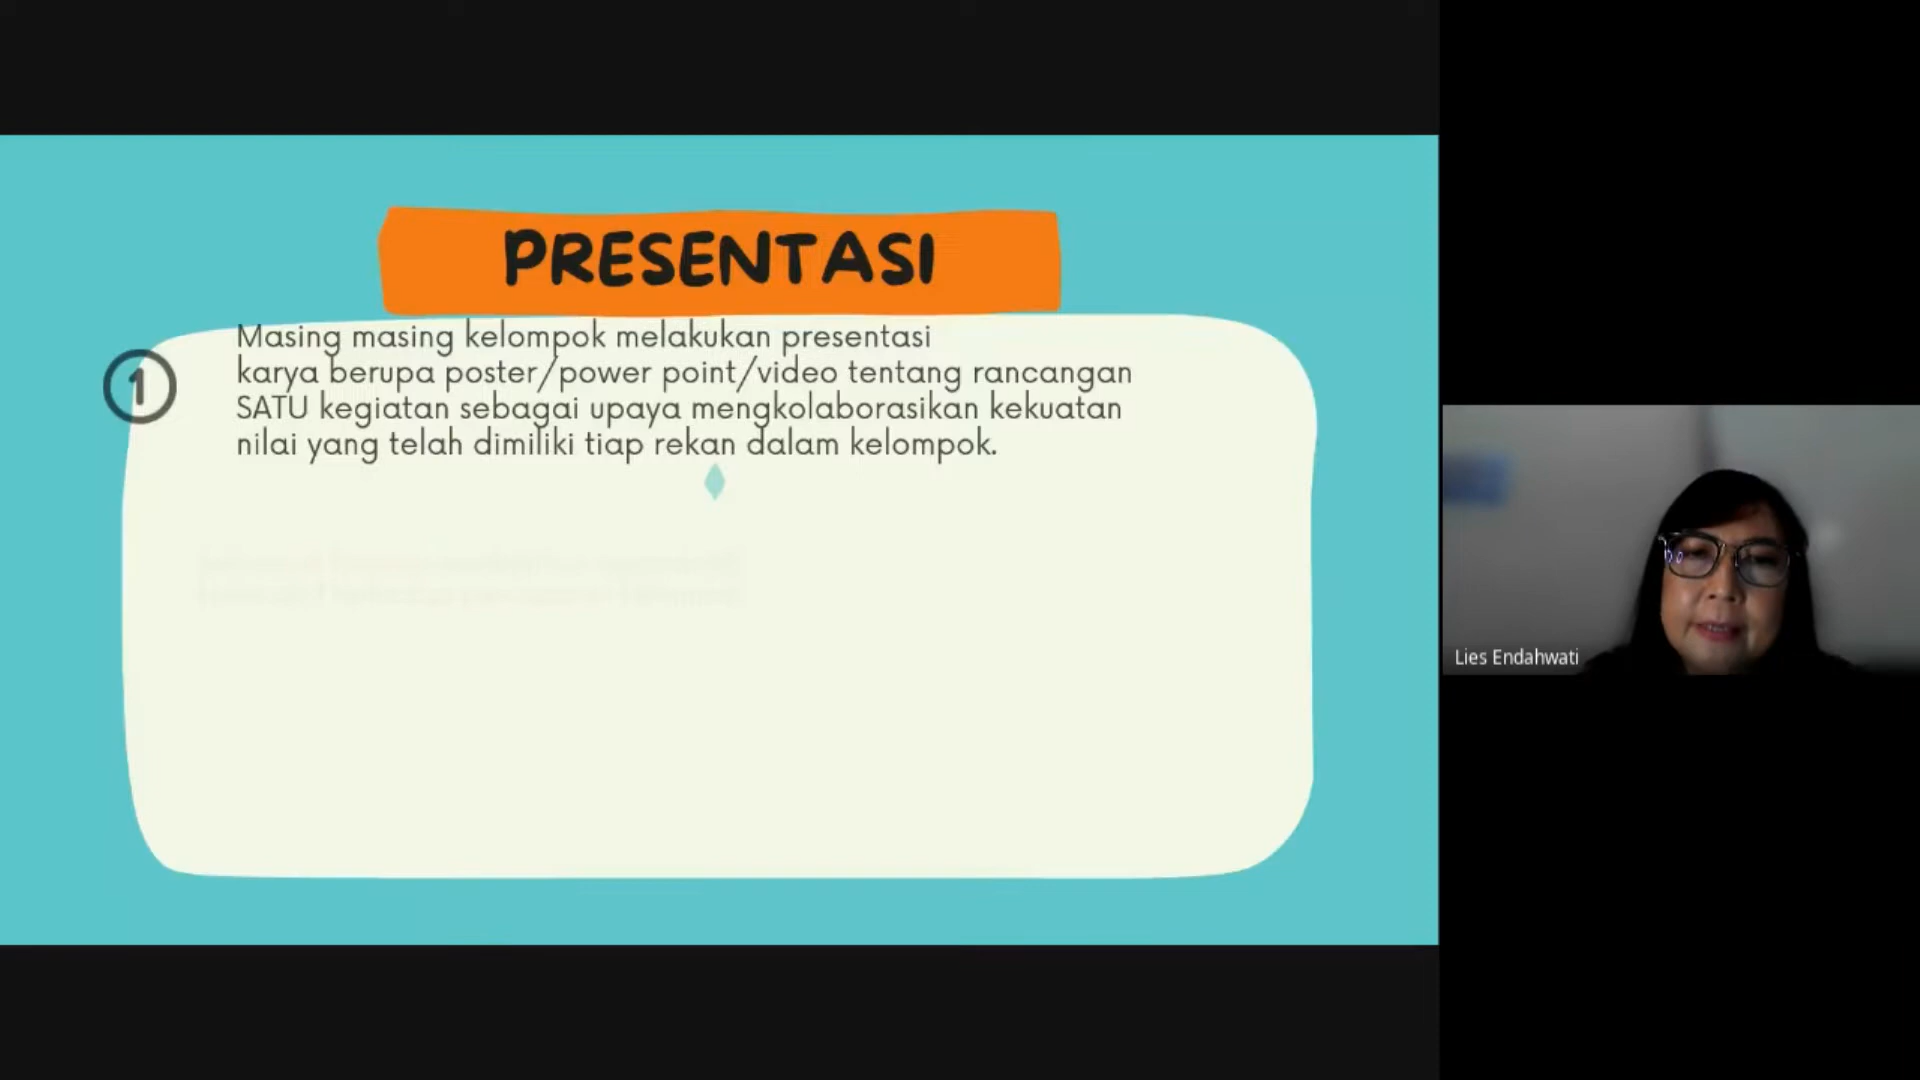 PRESENTASI
1
Masing masing kelompok melakukan presentasi
karya berupa poster/power point/video tentang rancangan
SATU kegiatan sebagai upaya mengkolaborasikan kekuatan
nilai yang telah dimiliki tiap rekan dalam kelompok.
Lies Endahwati